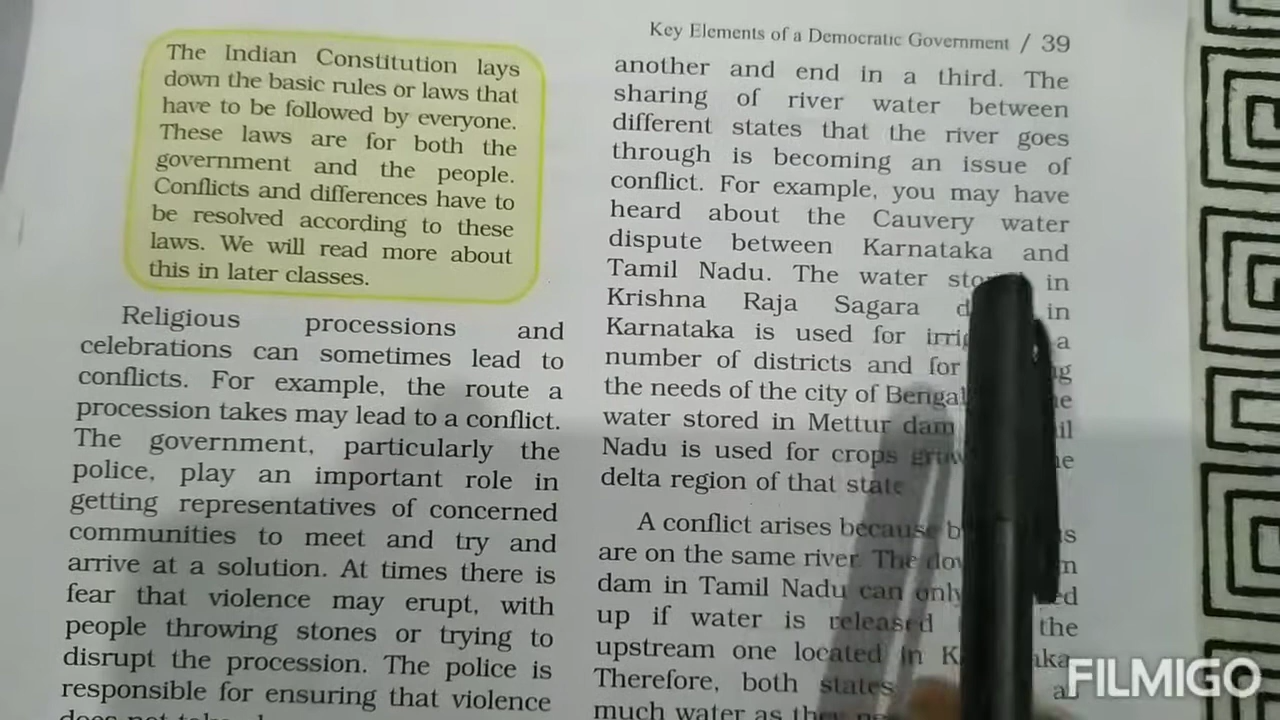 Key Elements of a Democratic Government / 39
The Indian Constitution lays
down the basic rules or laws that
have to be followed by everyone.
These laws are for both the
government and the people.
Conflicts and differences have to
be resolved according to these
laws. We will read more about
this in later classes.
Religious processions and
celebrations can sometimes lead to
conflicts. For example, the route a
procession takes may lead to a conflict.
The government, particularly the
police, play an important role in
getting representatives of concerned
communities to meet and try and
arrive at a solution. At times there is
fear that violence may erupt, with
people throwing stones or trying to
disrupt the procession. The police is
responsible for ensuring that violence
another and end in a third. The
sharing of river water between
different states that the river goes
through is becoming an issue of
conflict. For example, you may have
heard about the Cauvery water
dispute between Karnataka and
Tamil Nadu. The water in
Krishna Raja Sagara in
Karnataka is used for a
number of districts and for
the needs of the city of
water stored in Mettur dam
Nadu is used for crops
delta region of that state
A conflict arises because
are on the same river. The
dam in Tamil Nadu can only
up if water is released the
upstream one located in
Therefore, both states
much water as they
FILMIGO